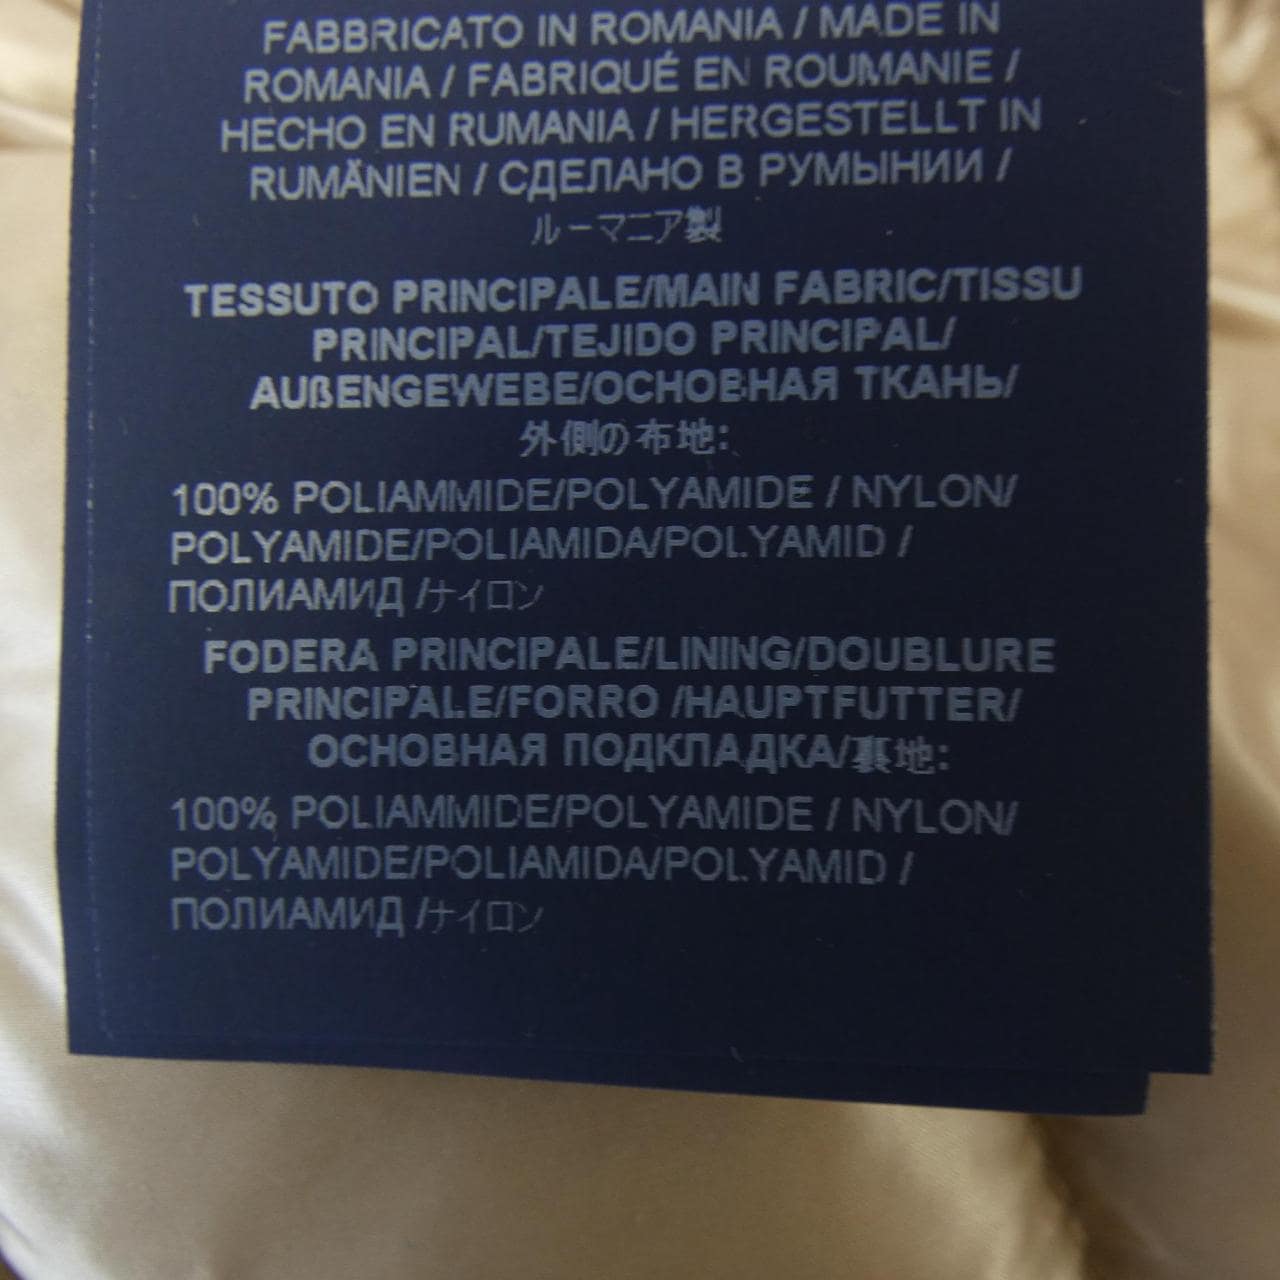 FABBRICATO IN ROMANIA / MADE IN
ROMANIA / FABRIQUÉ EN ROUMANIE /
HECHO EN RUMANIA / HERGESTELLT IN
RUMÄNIEN / СДЕЛАНО В РУМЫНИИ /
ルーマニア製
TESSUTO PRINCIPALE/MAIN FABRIC/TISSU
PRINCIPAL/TEJIDO PRINCIPAL/
AUßENGEWEBE/ОСНОВНАЯ ТКАНЬ/
外側の布地:
100% POLIAMMIDE/POLYAMIDE / NYLON/
POLYAMIDE/POLIAMIDA/POLYAMID /
ПОЛИАМИД /ナイロン
FODERA PRINCIPALE/LINING/DOUBLURE
PRINCIPALE/FORRO /HAUPTFUTTER/
ОСНОВНАЯ ПОДКЛАДКА/裏地:
100% POLIAMMIDE/POLYAMIDE / NYLON/
POLYAMIDE/POLIAMIDA/POLYAMID /
ПОЛИАМИД /ナイロン